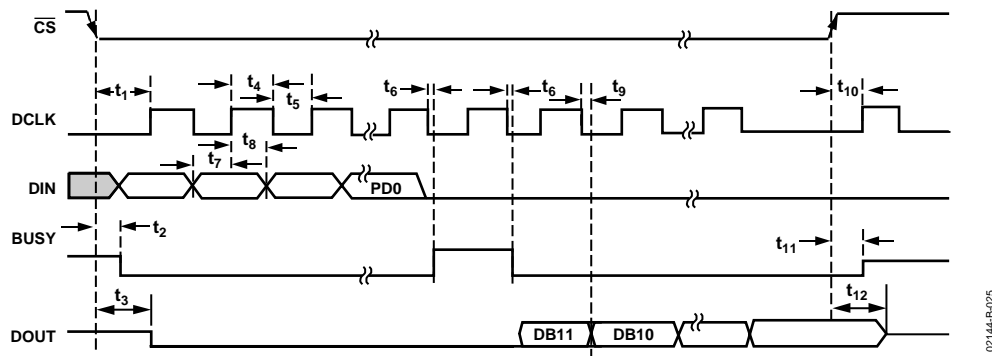 CS
t1 t4 t5 t6 t6 t9 t10
DCLK
t7 t8
DIN PD0
BUSY t2 t11
t3 t12
DOUT DB11 DB10
02144-B-025